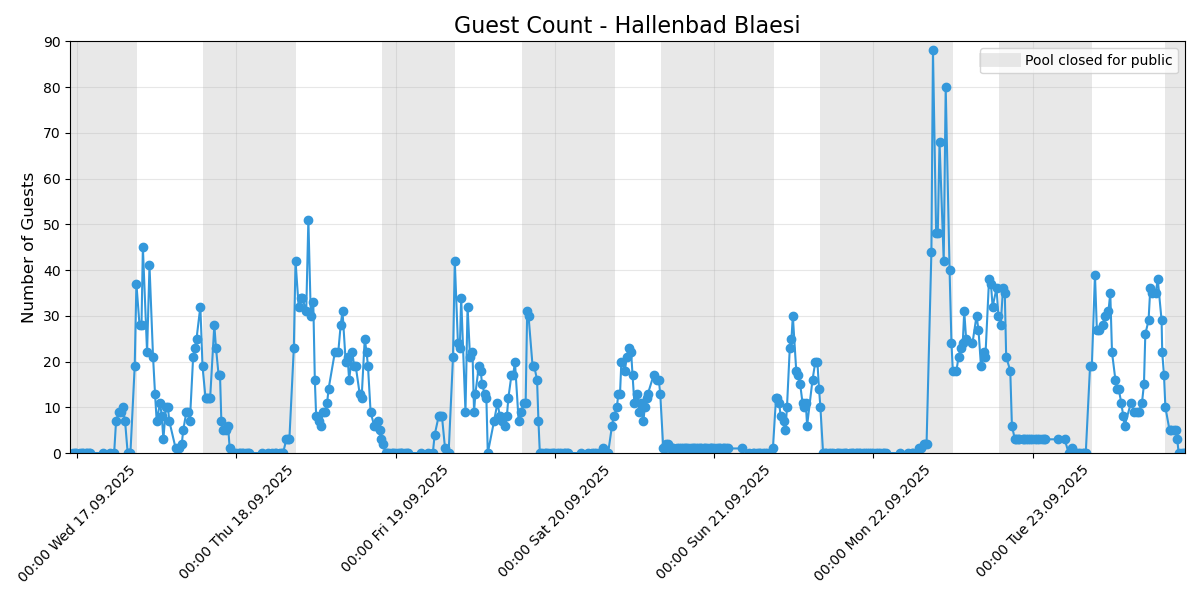 Guest Count - Hallenbad Blaesi
Pool closed for public
Number of Guests
90
80
70
60
50
40
30
20
10
0
00:00 Wed 17.09.2025
00:00 Thu 18.09.2025
00:00 Fri 19.09.2025
00:00 Sat 20.09.2025
00:00 Sun 21.09.2025
00:00 Mon 22.09.2025
00:00 Tue 23.09.2025